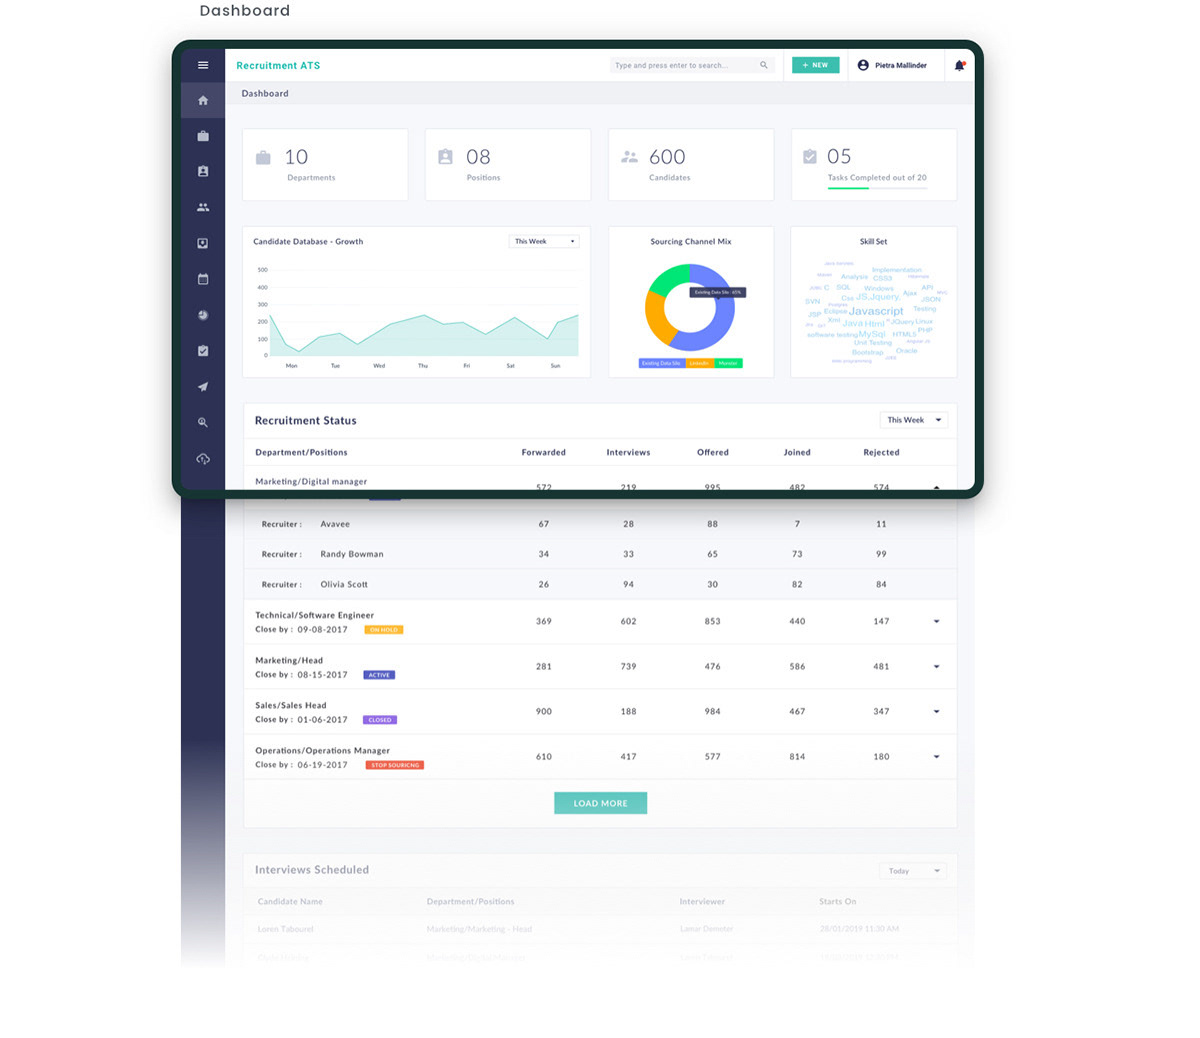 Dashboard
Recruitment ATS
Type and press enter to search...
+ NEW
Pietra Mallinder
Dashboard
10
Departments
08
Positions
600
Candidates
05
Tasks Completed out of 20
Candidate Database - Growth
This Week
500
400
300
200
100
0
Mon Tue Wed Thu Fri Sat Sun
Sourcing Channel Mix
Existing Data Site : 65%
Existing Data Site LinkedIn Monster
Skill Set
Implementation
Analysis CSS3
C SQL Windows API
Ajax
SVN Css JS Jquery JSON
JSP Eclipse Javascript Testing
Xml Java Html JQuery Linux
PHP
software testing MySql HTML5
Unit Testing
Bootstrap Oracle
Recruitment Status
This Week
Department/Positions Forwarded Interviews Offered Joined Rejected
Marketing/Digital manager
572 219 995 482 574
Recruiter : Avavee 67 28 88 7 11
Recruiter : Randy Bowman 34 33 65 73 99
Recruiter : Olivia Scott 26 94 30 82 84
Technical/Software Engineer
Close by : 09-08-2017 ON HOLD
369 602 853 440 147
Marketing/Head
Close by : 08-15-2017 ACTIVE
281 739 476 586 481
Sales/Sales Head
Close by : 01-06-2017 CLOSED
900 188 984 467 347
Operations/Operations Manager
Close by : 06-19-2017 STOP SOURICNG
610 417 577 814 180
LOAD MORE
Interviews Scheduled
Today
Candidate Name Department/Positions Interviewer Starts On
Loren Tabourel Marketing/Marketing - Head Lamar Demeter 28/01/2019 11:30 AM